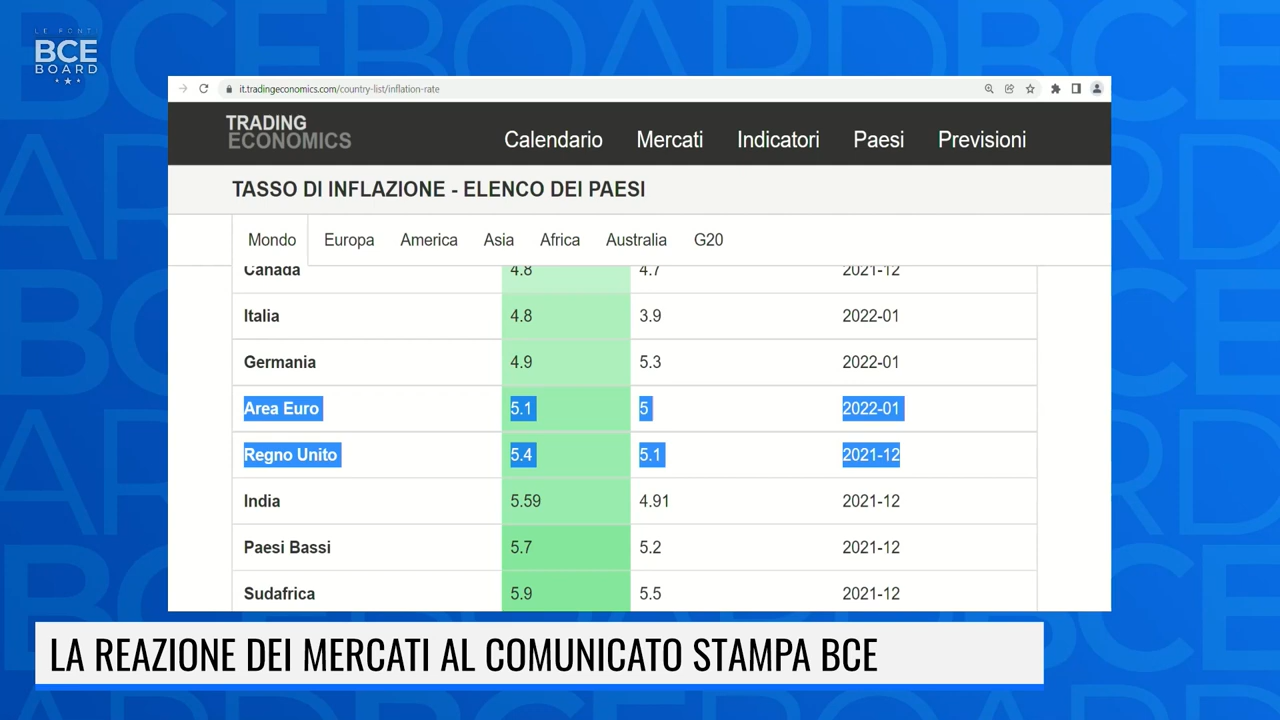 LE FONTI
BCE
BOARD
it.tradingeconomics.com/country-list/inflation-rate
TRADING
ECONOMICS
Calendario Mercati Indicatori Paesi Previsioni
TASSO DI INFLAZIONE - ELENCO DEI PAESI
Mondo Europa America Asia Africa Australia G20
Canada 4.8 4.7 2021-12
Italia 4.8 3.9 2022-01
Germania 4.9 5.3 2022-01
Area Euro 5.1 5 2022-01
Regno Unito 5.4 5.1 2021-12
India 5.59 4.91 2021-12
Paesi Bassi 5.7 5.2 2021-12
Sudafrica 5.9 5.5 2021-12
LA REAZIONE DEI MERCATI AL COMUNICATO STAMPA BCE